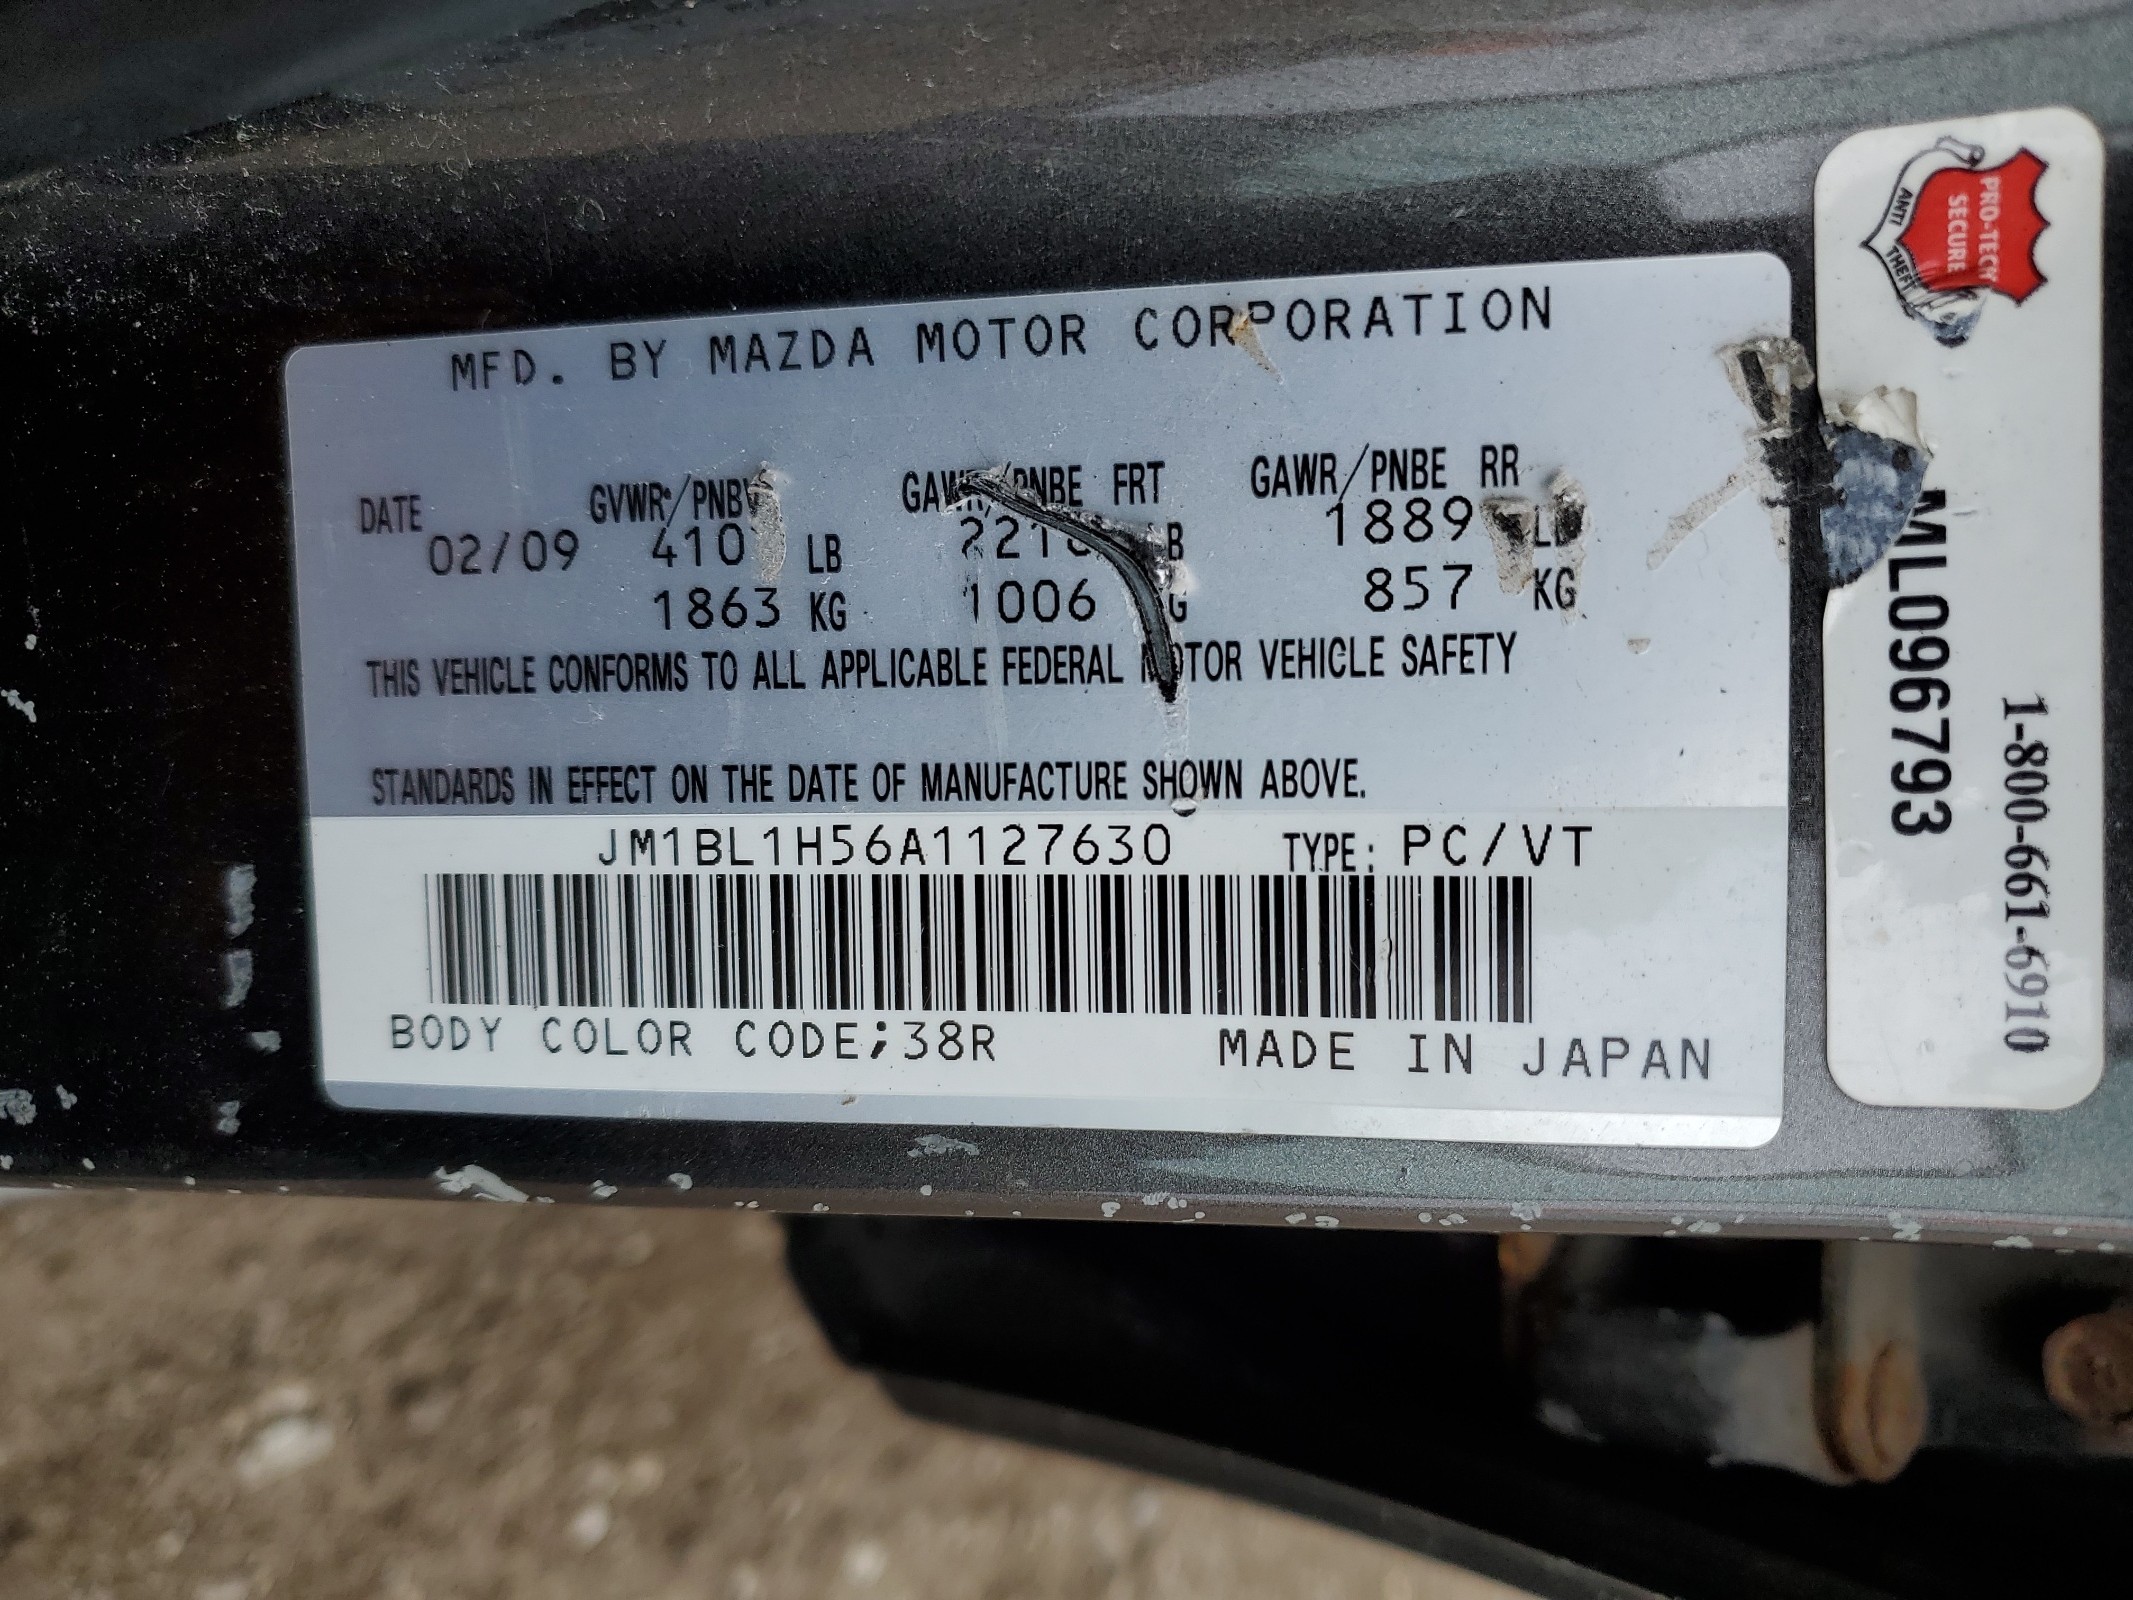 MFD. BY MAZDA MOTOR CORPORATION
DATE GVWR/PNBV GAWR/PNBE FRT GAWR/PNBE RR
02/09 LB 1889 LB
1863 KG 1006 857 KG
THIS VEHICLE CONFORMS TO ALL APPLICABLE FEDERAL MOTOR VEHICLE SAFETY
STANDARDS IN EFFECT ON THE DATE OF MANUFACTURE SHOWN ABOVE.
JM1BL1H56A1127630 TYPE: PC/VT
BODY COLOR CODE;38R MADE IN JAPAN
PRO-TECH
SECURE
ANTI THEFT
ML096793
1-800-661-6910